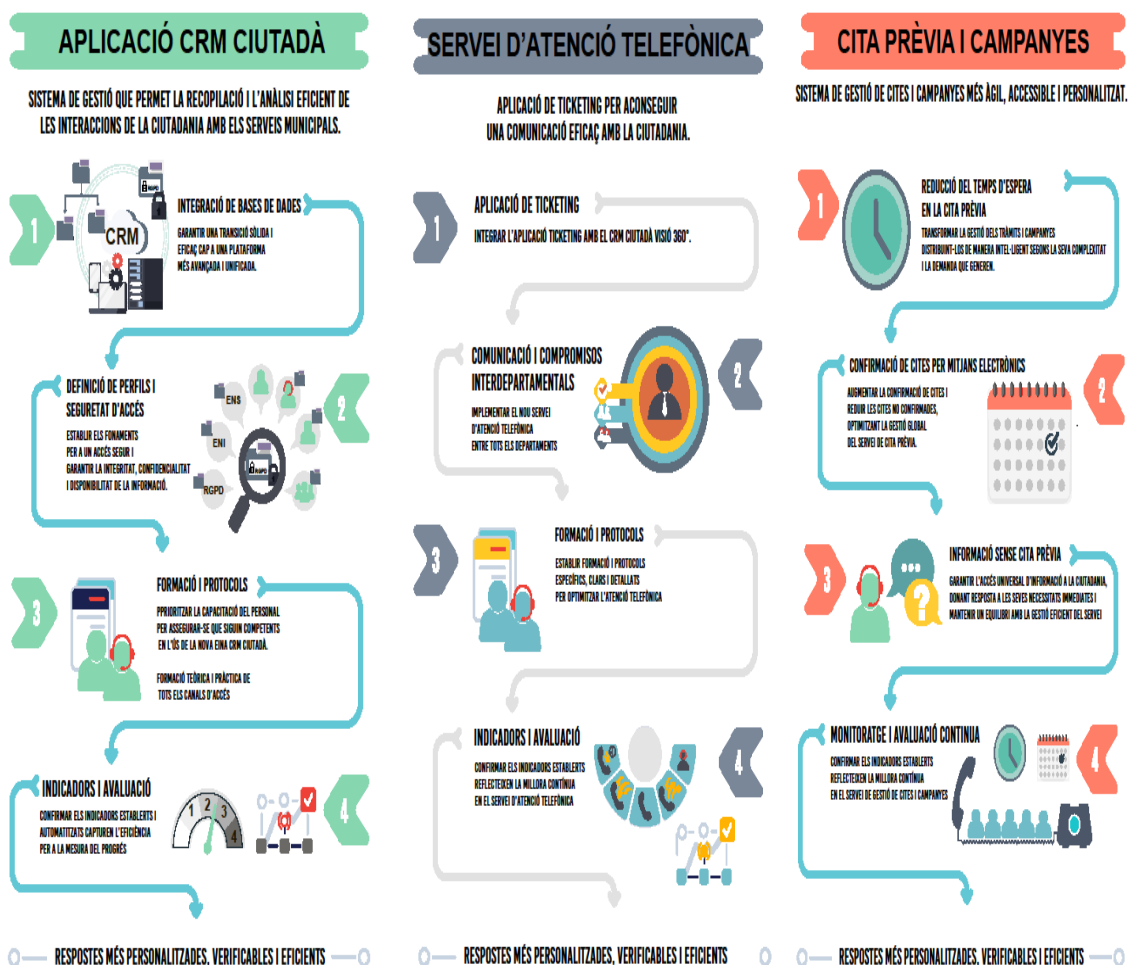 APLICACIÓ CRM CIUTADÀ
SISTEMA DE GESTIÓ QUE PERMET LA RECOPILACIÓ I L'ANÀLISI EFICIENT DE
LES INTERACCIONS DE LA CIUTADANIA AMB ELS SERVEIS MUNICIPALS.
1
RGPD
CRM
INTEGRACIÓ DE BASES DE DADES
GARANTIR UNA TRANSICIÓ SÒLIDA I
EFICAÇ CAP A UNA PLATAFORMA
MÉS AVANÇADA I UNIFICADA.
DEFINICIÓ DE PERFILS I
SEGURETAT D'ACCÉS
ESTABLIR ELS FONAMENTS
PER A UN ACCÉS SEGUR I
GARANTIR LA INTEGRITAT, CONFIDENCIALITAT
I DISPONIBILITAT DE LA INFORMACIÓ.
ENS
ENI
RGPD
RGPD
2
3
FORMACIÓ I PROTOCOLS
PPRIORITZAR LA CAPACITACIÓ DEL PERSONAL
PER ASSEGURAR-SE QUE SIGUIN COMPETENTS
EN L'ÚS DE LA NOVA EINA CRM CIUTADÀ.
FORMACIÓ TEÒRICA I PRÀCTICA DE
TOTS ELS CANALS D'ACCÉS
INDICADORS I AVALUACIÓ
CONFIRMAR ELS INDICADORS ESTABLERTS I
AUTOMATITZATS CAPTUREN L'EFICIÈNCIA
PER A LA MESURA DEL PROGRÉS
1 2 3 4
4
RESPOSTES MÉS PERSONALITZADES, VERIFICABLES I EFICIENTS
SERVEI D'ATENCIÓ TELEFÒNICA
APLICACIÓ DE TICKETING PER ACONSEGUIR
UNA COMUNICACIÓ EFICAÇ AMB LA CIUTADANIA.
1
APLICACIÓ DE TICKETING
INTEGRAR L'APLICACIÓ TICKETING AMB EL CRM CIUTADÀ VISIÓ 360°.
COMUNICACIÓ I COMPROMISOS
INTERDEPARTAMENTALS
IMPLEMENTAR EL NOU SERVEI
D'ATENCIÓ TELEFÒNICA
ENTRE TOTS ELS DEPARTAMENTS
2
3
FORMACIÓ I PROTOCOLS
ESTABLIR FORMACIÓ I PROTOCOLS
ESPECÍFICS, CLARS I DETALLATS
PER OPTIMITZAR L'ATENCIÓ TELEFÒNICA
INDICADORS I AVALUACIÓ
CONFIRMAR ELS INDICADORS ESTABLERTS
REFLECTEIXEN LA MILLORA CONTÍNUA
EN EL SERVEI D'ATENCIÓ TELEFÒNICA
4
RESPOSTES MÉS PERSONALITZADES, VERIFICABLES I EFICIENTS
CITA PRÈVIA I CAMPANYES
SISTEMA DE GESTIÓ DE CITES I CAMPANYES MÉS ÀGIL, ACCESSIBLE I PERSONALITZAT.
1
REDUCCIÓ DEL TEMPS D'ESPERA
EN LA CITA PRÈVIA
TRANSFORMAR LA GESTIÓ DELS TRÀMITS I CAMPANYES
DISTRIBUINT-LOS DE MANERA INTEL·LIGENT SEGONS LA SEVA COMPLEXITAT
I LA DEMANDA QUE GENEREN.
CONFIRMACIÓ DE CITES PER MITJANS ELECTRÒNICS
AUGMENTAR LA CONFIRMACIÓ DE CITES I
REDUIR LES CITES NO CONFIRMADES,
OPTIMITZANT LA GESTIÓ GLOBAL
DEL SERVEI DE CITA PRÈVIA.
2
3
INFORMACIÓ SENSE CITA PRÈVIA
GARANTIR L'ACCÉS UNIVERSAL D'INFORMACIÓ A LA CIUTADANIA,
DONANT RESPOSTA A LES SEVES NECESSITATS IMMEDIATES I
MANTENIR UN EQUILIBRI AMB LA GESTIÓ EFICIENT DEL SERVEI
MONITORATGE I AVALUACIÓ CONTINUA
CONFIRMAR ELS INDICADORS ESTABLERTS
REFLECTEIXEN LA MILLORA CONTÍNUA
EN EL SERVEI DE GESTIÓ DE CITES I CAMPANYES
4
RESPOSTES MÉS PERSONALITZADES, VERIFICABLES I EFICIENTS